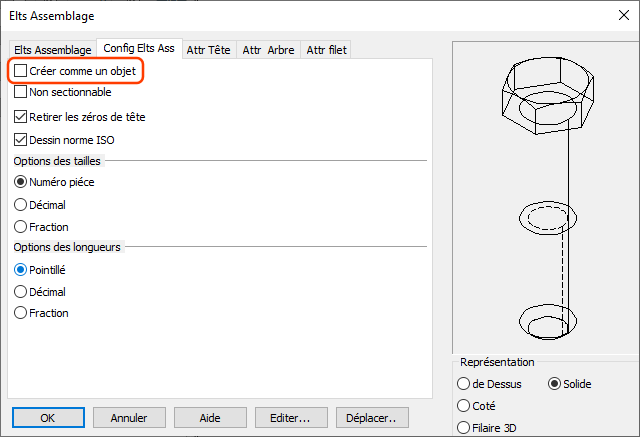 Elts Assemblage
Elts Assemblage
Config Elts Ass
Attr Tête
Attr Arbre
Attr filet
Créer comme un objet
Non sectionnable
Retirer les zéros de tête
Dessin norme ISO
Options des tailles
Numéro piéce
Décimal
Fraction
Options des longueurs
Pointillé
Décimal
Fraction
Représentation
de Dessus
Solide
Coté
Filaire 3D
OK
Annuler
Aide
Editer...
Déplacer..